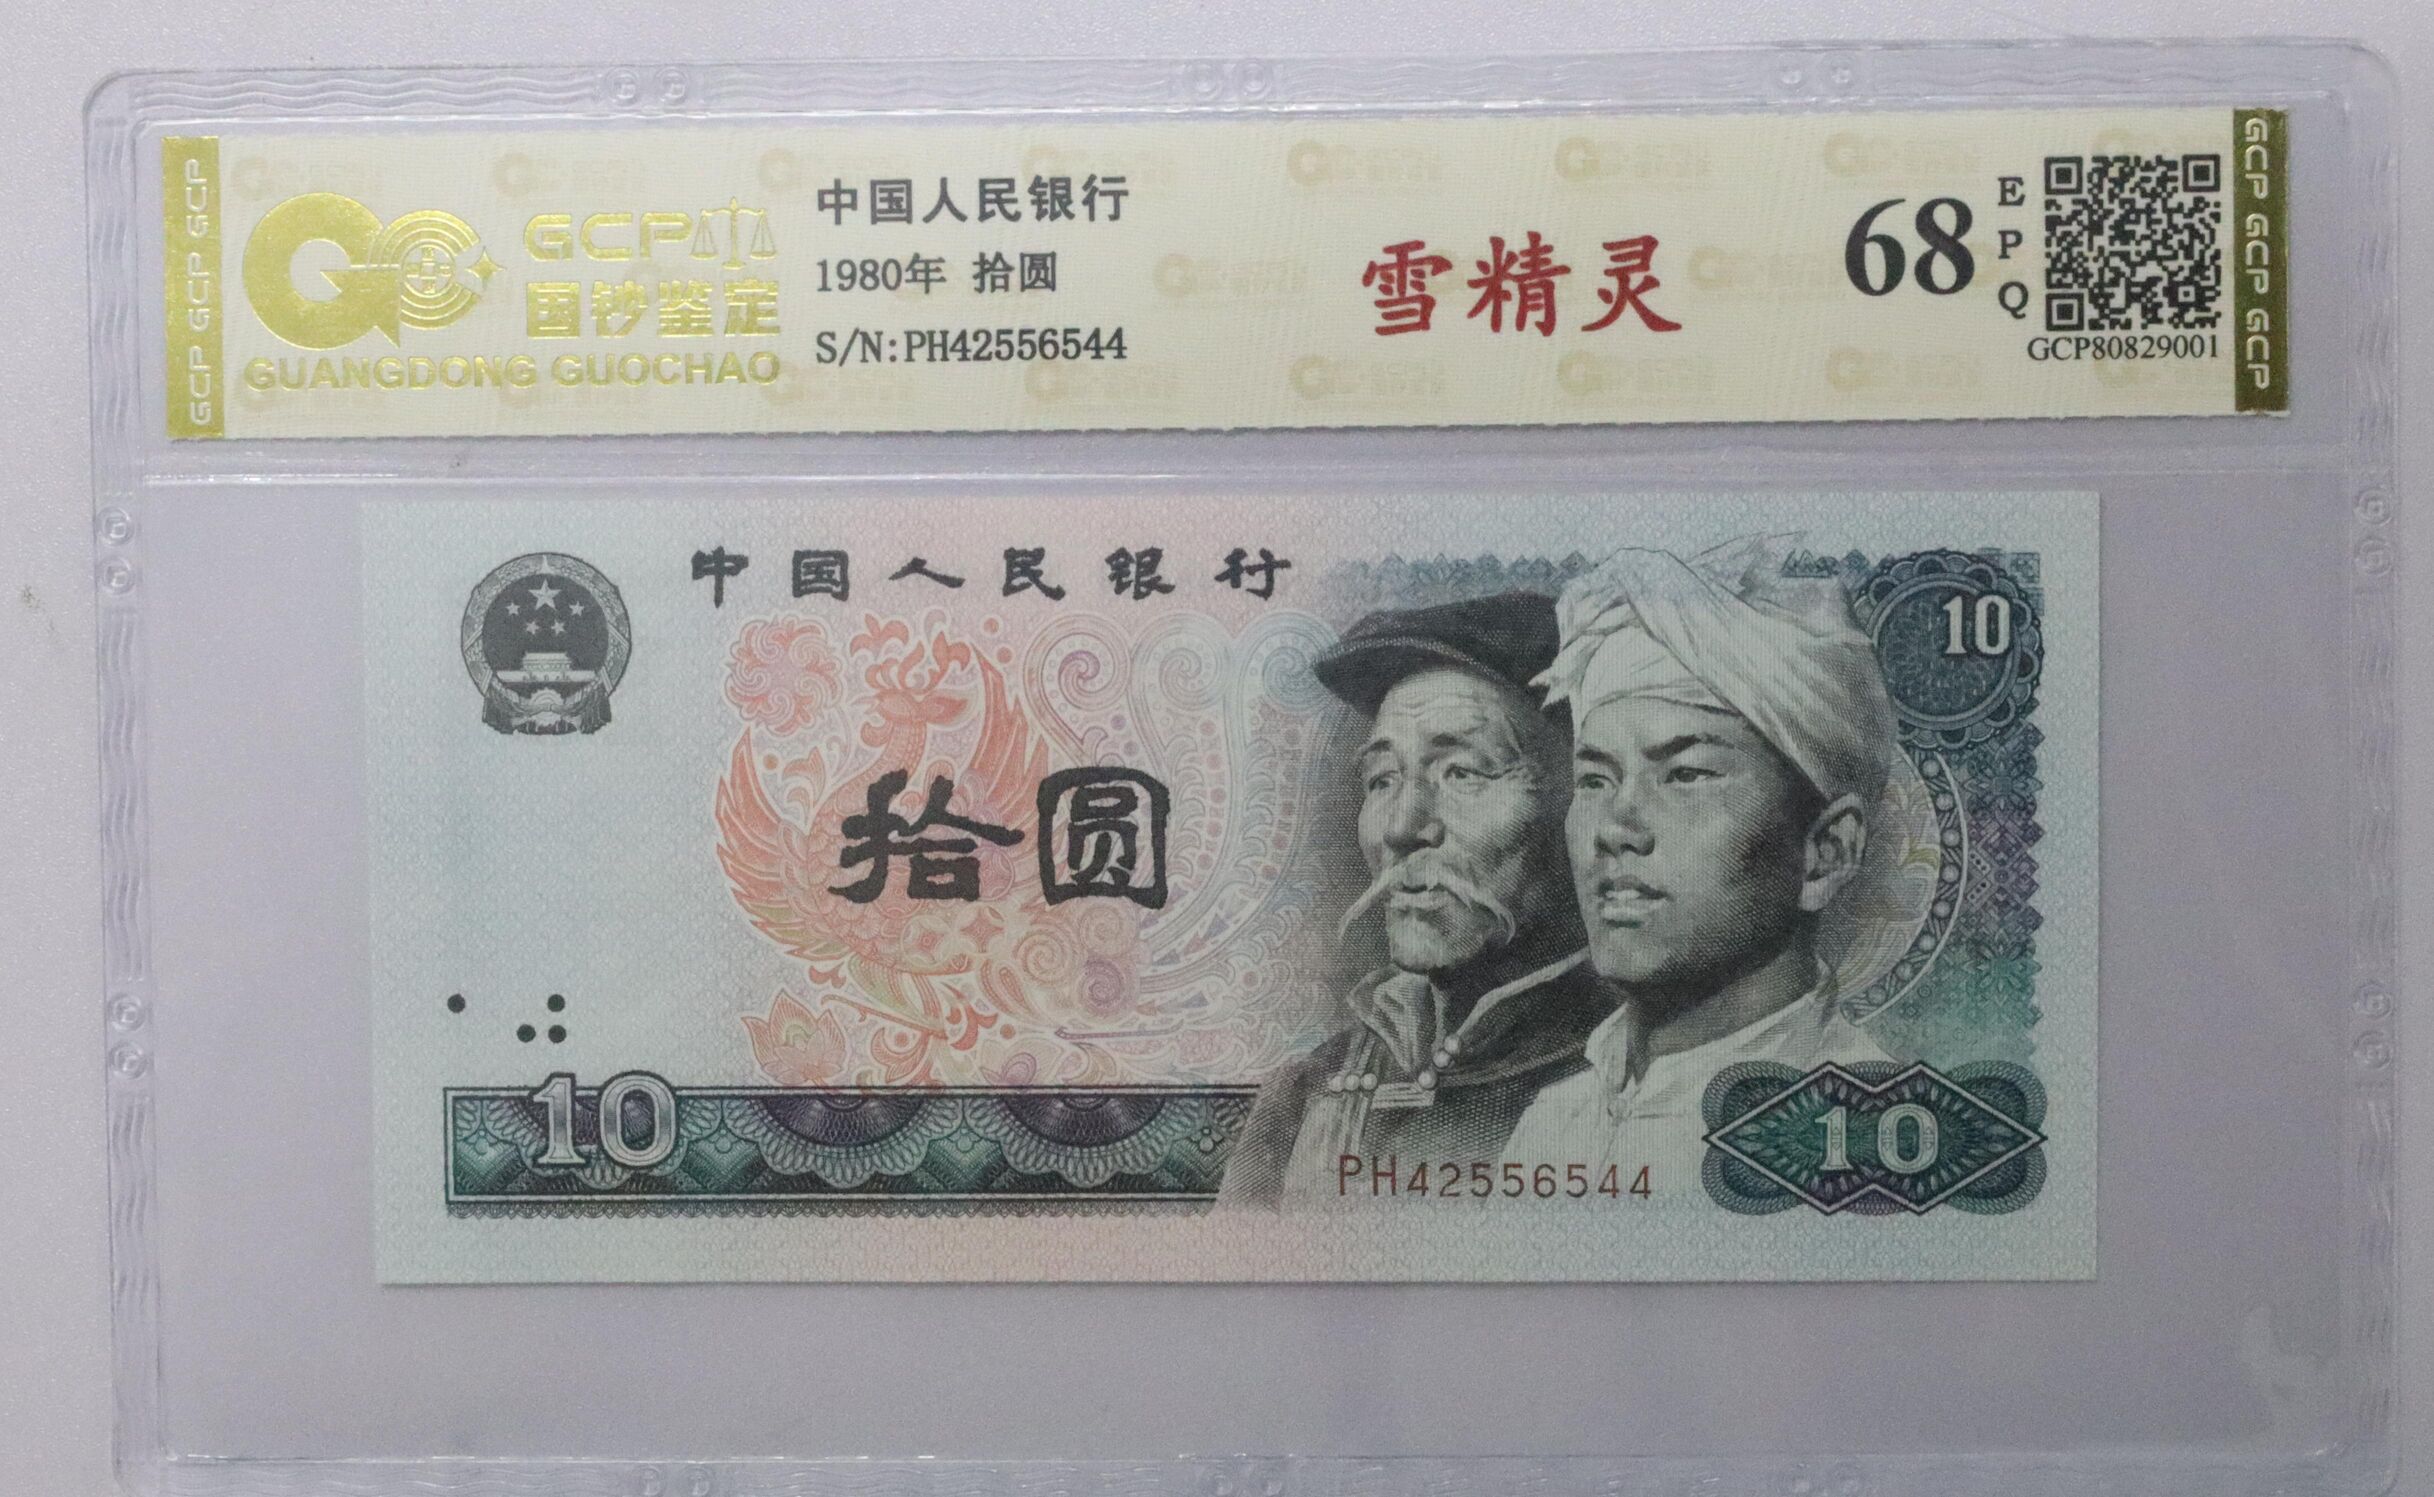 GCP GCP GCP
GCP
国钞鉴定
GUANGDONG GUOCHAO
中国人民银行
1980年 拾圆
S/N:PH42556544
雪精灵
68
EPQ
GCP80829001
GCP GCP GCP
中国人民银行
10
拾圆
10
PH42556544
10